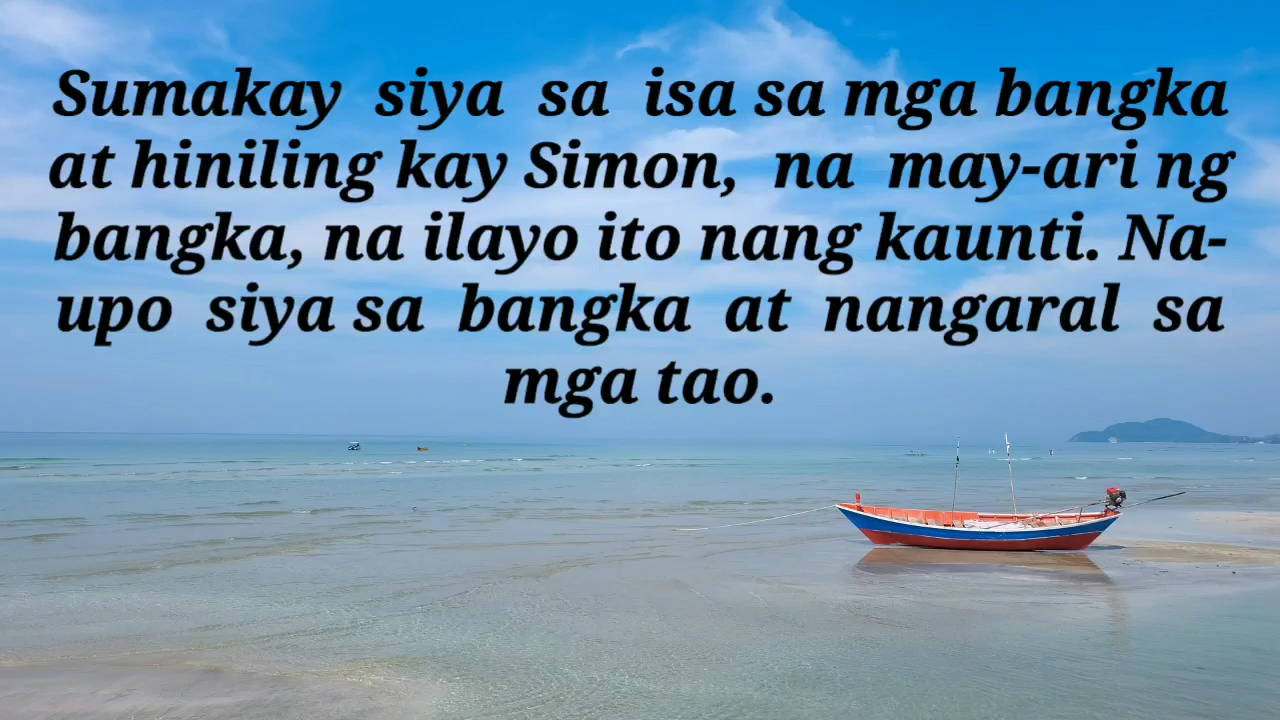 Sumakay siya sa isa sa mga bangka
at hiniling kay Simon, na may-ari ng
bangka, na ilayo ito nang kaunti. Na-
upo siya sa bangka at nangaral sa
mga tao.